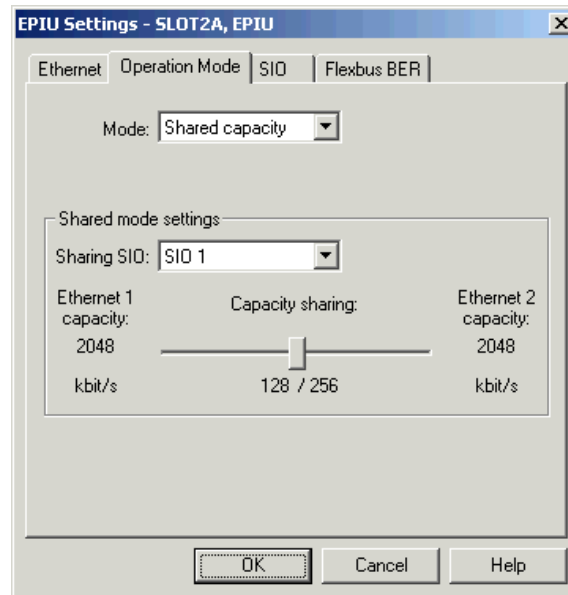 EPIU Settings - SLOT2A, EPIU
Ethernet Operation Mode SIO Flexbus BER
Mode: Shared capacity
Shared mode settings
Sharing SIO: SIO 1
Ethernet 1 capacity: Capacity sharing: Ethernet 2 capacity:
2048 2048
kbit/s 128 / 256 kbit/s
OK Cancel Help